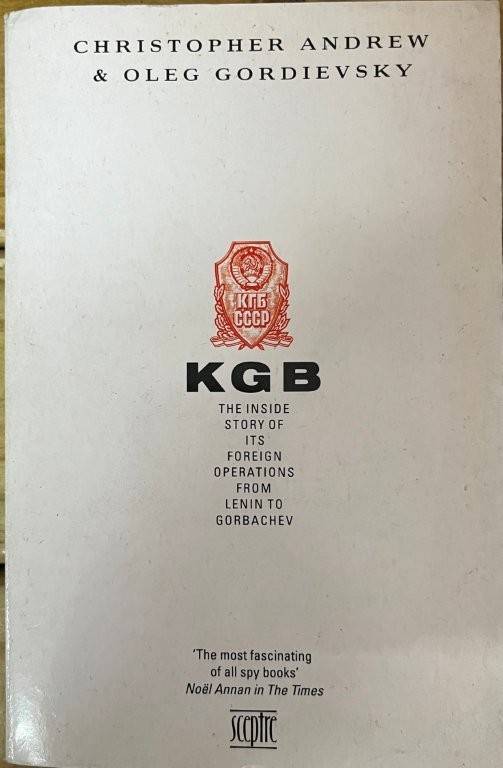 CHRISTOPHER ANDREW
& OLEG GORDIEVSKY
КГБ
СССР
KGB
THE INSIDE
STORY OF
ITS
FOREIGN
OPERATIONS
FROM
LENIN TO
GORBACHEV
'The most fascinating
of all spy books'
Noël Annan in The Times
sceptre